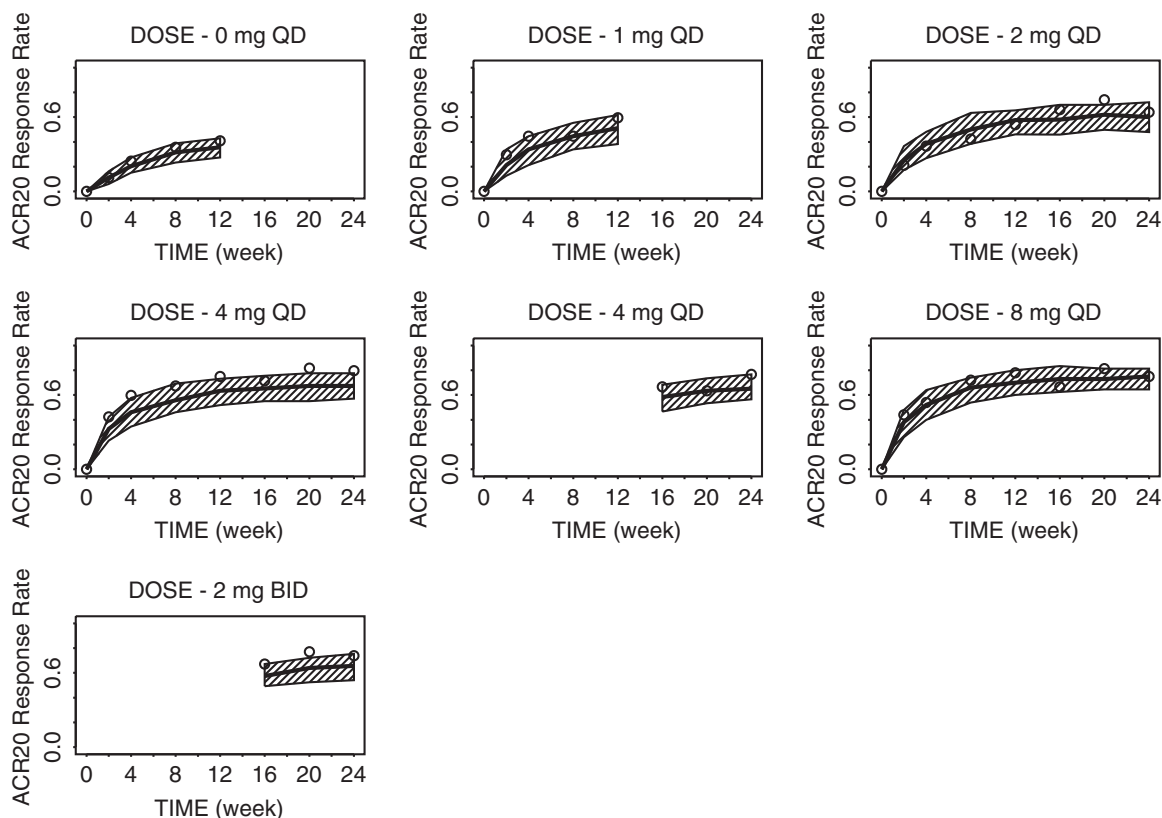 DOSE - 0 mg QD
ACR20 Response Rate
0.6
0.0
0 4 8 12 16 20 24
TIME (week)
DOSE - 1 mg QD
ACR20 Response Rate
0.6
0.0
0 4 8 12 16 20 24
TIME (week)
DOSE - 2 mg QD
ACR20 Response Rate
0.6
0.0
0 4 8 12 16 20 24
TIME (week)
DOSE - 4 mg QD
ACR20 Response Rate
0.6
0.0
0 4 8 12 16 20 24
TIME (week)
DOSE - 4 mg QD
ACR20 Response Rate
0.6
0.0
0 4 8 12 16 20 24
TIME (week)
DOSE - 8 mg QD
ACR20 Response Rate
0.6
0.0
0 4 8 12 16 20 24
TIME (week)
DOSE - 2 mg BID
ACR20 Response Rate
0.6
0.0
0 4 8 12 16 20 24
TIME (week)